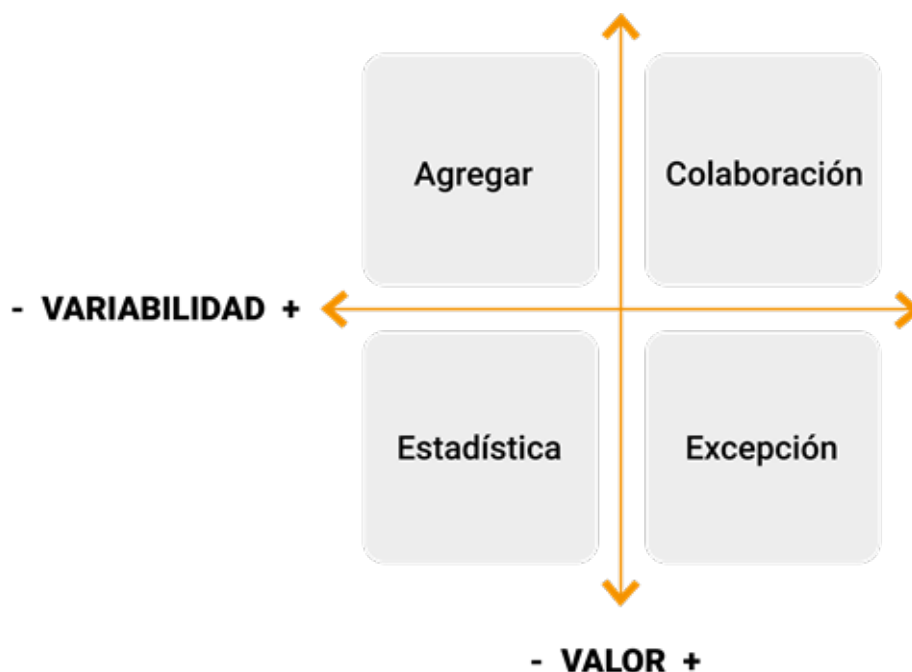 Agregar
Colaboración
- VARIABILIDAD +
Estadística
Excepción
- VALOR +